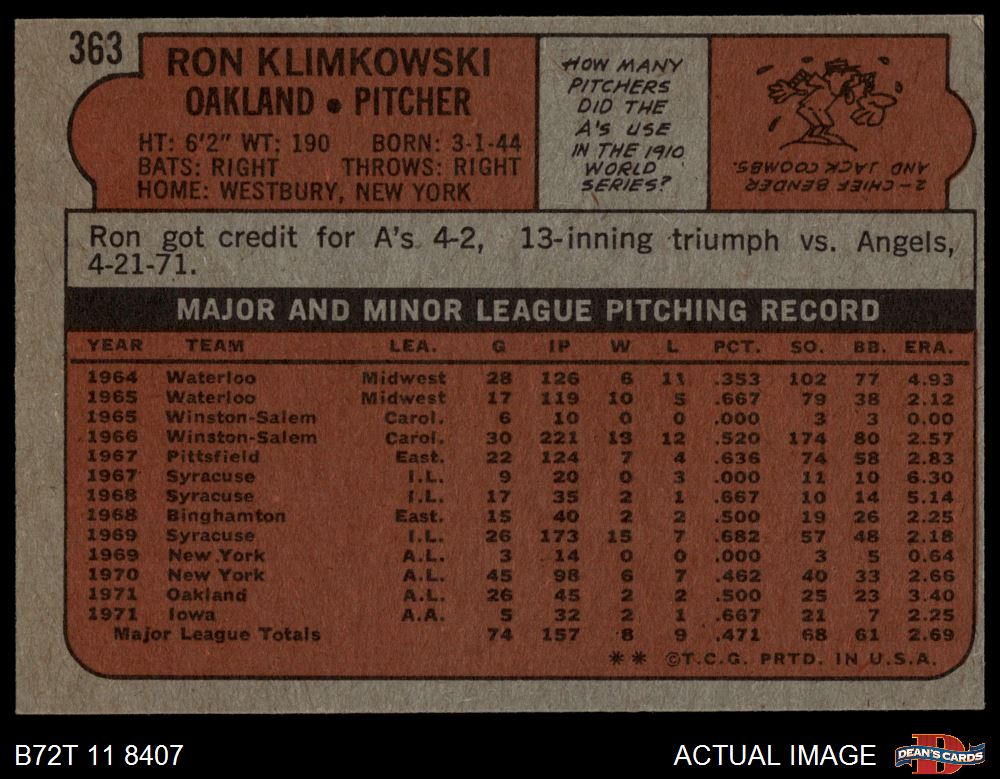 363
RON KLIMKOWSKI
OAKLAND • PITCHER
HT: 6'2" WT: 190 BORN: 3-1-44
BATS: RIGHT THROWS: RIGHT
HOME: WESTBURY, NEW YORK
HOW MANY
PITCHERS
DID THE
A's USE
IN THE 1910
WORLD
SERIES?
2-CHIEF BENDER
AND JACK COOMBS.
Ron got credit for A's 4-2, 13-inning triumph vs. Angels,
4-21-71.
MAJOR AND MINOR LEAGUE PITCHING RECORD
YEAR TEAM LEA. G IP W L PCT. SO. BB. ERA.
1964 Waterloo Midwest 28 126 6 11 .353 102 77 4.93
1965 Waterloo Midwest 17 119 10 5 .667 79 38 2.12
1965 Winston-Salem Carol. 6 10 0 0 .000 3 3 0.00
1966 Winston-Salem Carol. 30 221 13 12 .520 174 80 2.57
1967 Pittsfield East. 22 124 7 4 .636 74 58 2.83
1967 Syracuse I.L. 9 20 0 3 .000 11 10 6.30
1968 Syracuse I.L. 17 35 2 1 .667 10 14 5.14
1968 Binghamton East. 15 40 2 2 .500 19 26 2.25
1969 Syracuse I.L. 26 173 15 7 .682 57 48 2.18
1969 New York A.L. 3 14 0 0 .000 3 5 0.64
1970 New York A.L. 45 98 6 7 .462 40 33 2.66
1971 Oakland A.L. 26 45 2 2 .500 25 23 3.40
1971 Iowa A.A. 5 32 2 1 .667 21 7 2.25
Major League Totals 74 157 8 9 .471 68 61 2.69
** ©T.C.G. PRTD. IN U.S.A.
B72T 11 8407
ACTUAL IMAGE
DEAN'S CARDS